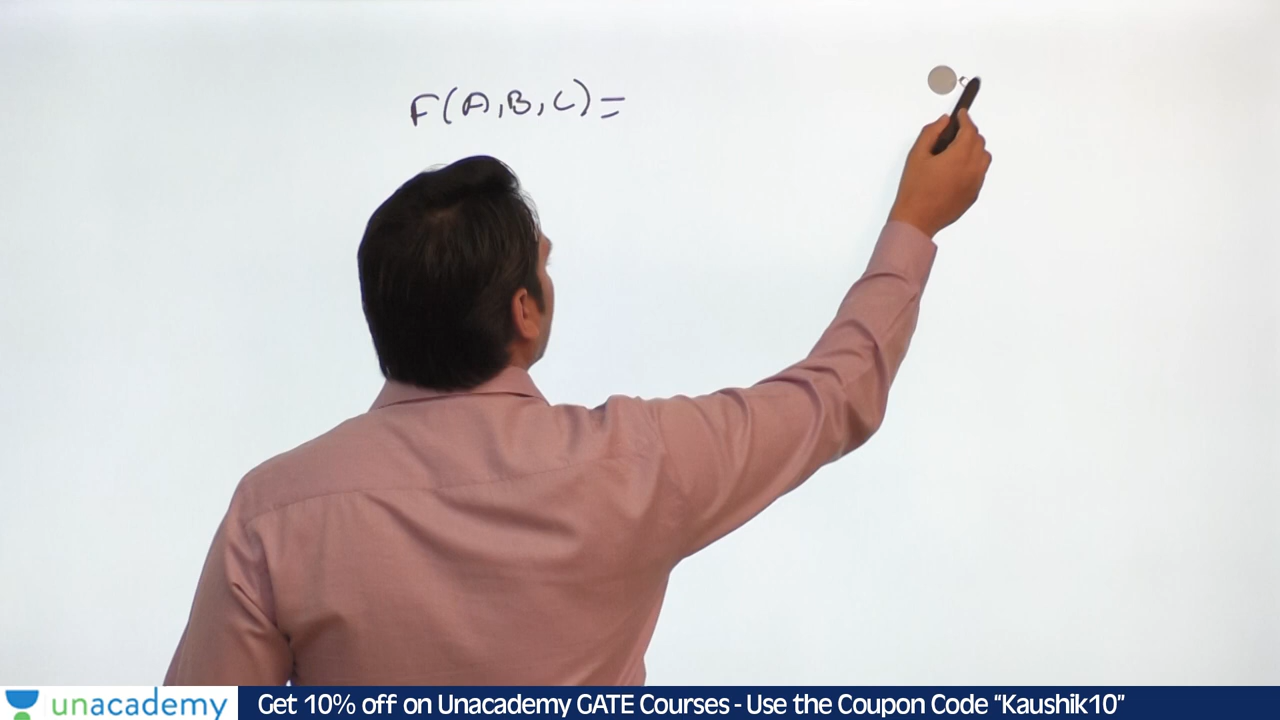 F(A,B,C)=
unacademy
Get 10% off on Unacademy GATE Courses - Use the Coupon Code “Kaushik10”